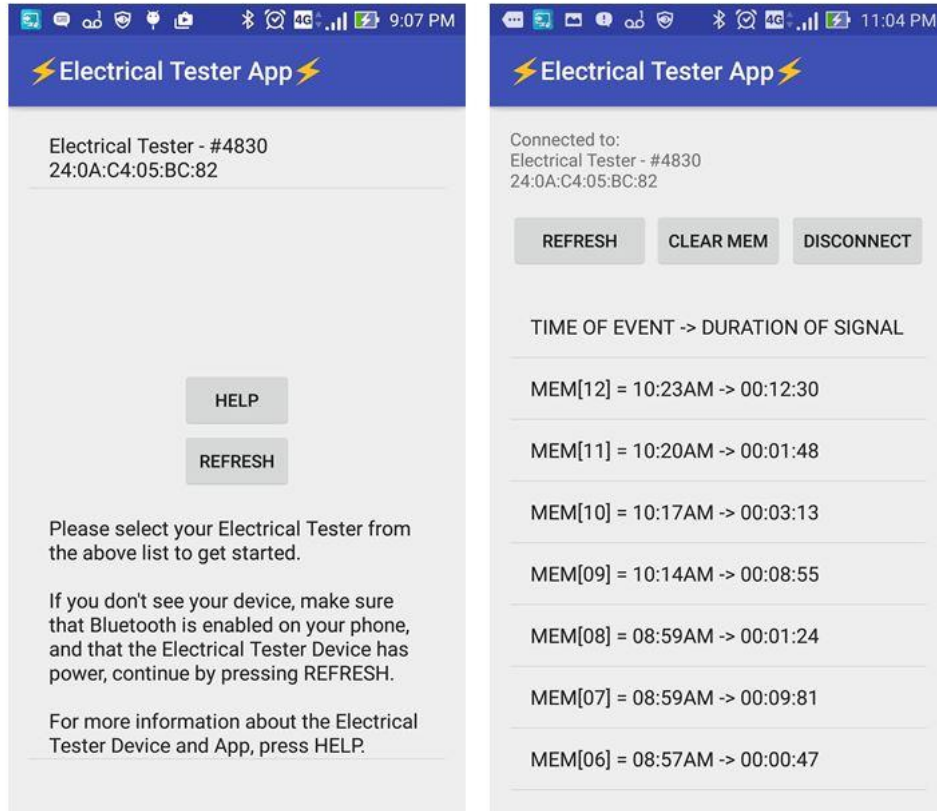 4G 9:07 PM
⚡Electrical Tester App⚡
Electrical Tester - #4830
24:0A:C4:05:BC:82
HELP
REFRESH
Please select your Electrical Tester from
the above list to get started.
If you don't see your device, make sure
that Bluetooth is enabled on your phone,
and that the Electrical Tester Device has
power, continue by pressing REFRESH.
For more information about the Electrical
Tester Device and App, press HELP.
4G 11:04 PM
⚡Electrical Tester App⚡
Connected to:
Electrical Tester - #4830
24:0A:C4:05:BC:82
REFRESH CLEAR MEM DISCONNECT
TIME OF EVENT -> DURATION OF SIGNAL
MEM[12] = 10:23AM -> 00:12:30
MEM[11] = 10:20AM -> 00:01:48
MEM[10] = 10:17AM -> 00:03:13
MEM[09] = 10:14AM -> 00:08:55
MEM[08] = 08:59AM -> 00:01:24
MEM[07] = 08:59AM -> 00:09:81
MEM[06] = 08:57AM -> 00:00:47